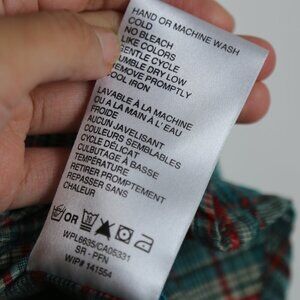 HAND OR MACHINE WASH
COLD
NO BLEACH
LIKE COLORS
GENTLE CYCLE
TUMBLE DRY LOW
REMOVE PROMPTLY
COOL IRON
LAVABLE À LA MACHINE
OU A LA MAIN À L'EAU
FROIDE
AUCUN JAVELISANT
COULEURS SEMBLABLES
CYCLE DÉLICAT
CULBUTAGE À BASSE
TEMPÉRATURE
RETIRER PROMPTEMENT
REPASSER SANS
CHALEUR
OR
WPL6635/CA05331
SR - PFN
WIP# 141554